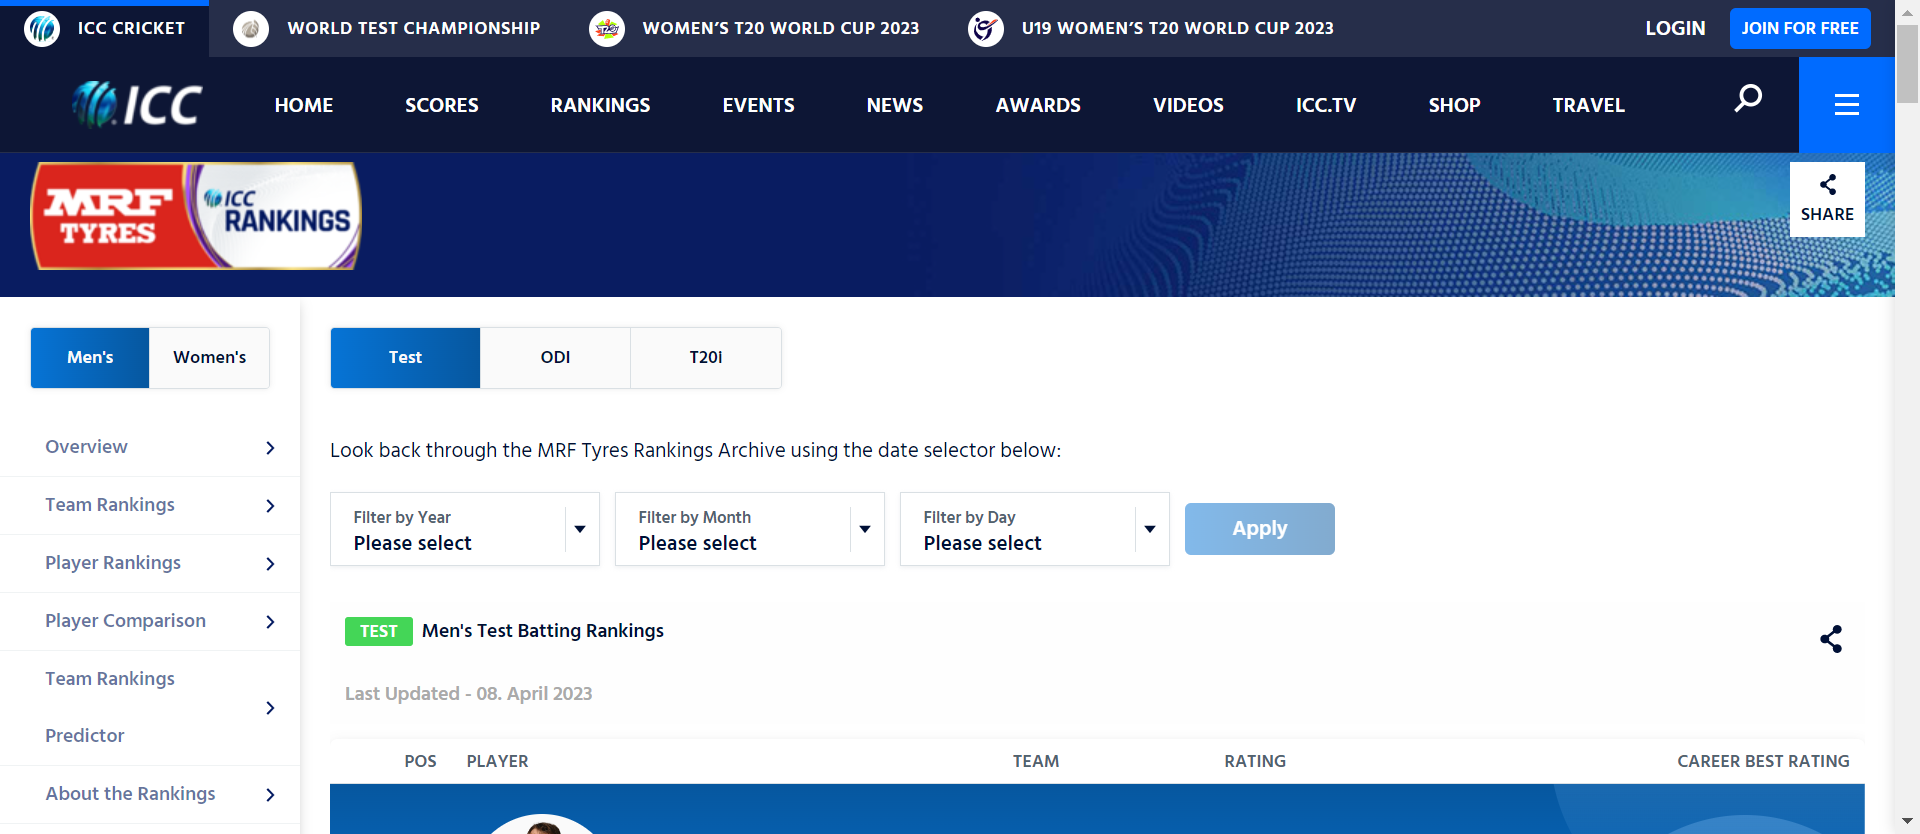 ICC CRICKET
WORLD TEST CHAMPIONSHIP
WOMEN’S T20 WORLD CUP 2023
U19 WOMEN’S T20 WORLD CUP 2023
LOGIN
JOIN FOR FREE
ICC
HOME
SCORES
RANKINGS
EVENTS
NEWS
AWARDS
VIDEOS
ICC.TV
SHOP
TRAVEL
MRF
TYRES
ICC
RANKINGS
SHARE
Men's
Women's
Test
ODI
T20i
Overview
Team Rankings
Player Rankings
Player Comparison
Team Rankings
Predictor
About the Rankings
Look back through the MRF Tyres Rankings Archive using the date selector below:
Filter by Year
Please select
Filter by Month
Please select
Filter by Day
Please select
Apply
TEST Men's Test Batting Rankings
Last Updated - 08. April 2023
POS PLAYER TEAM RATING CAREER BEST RATING